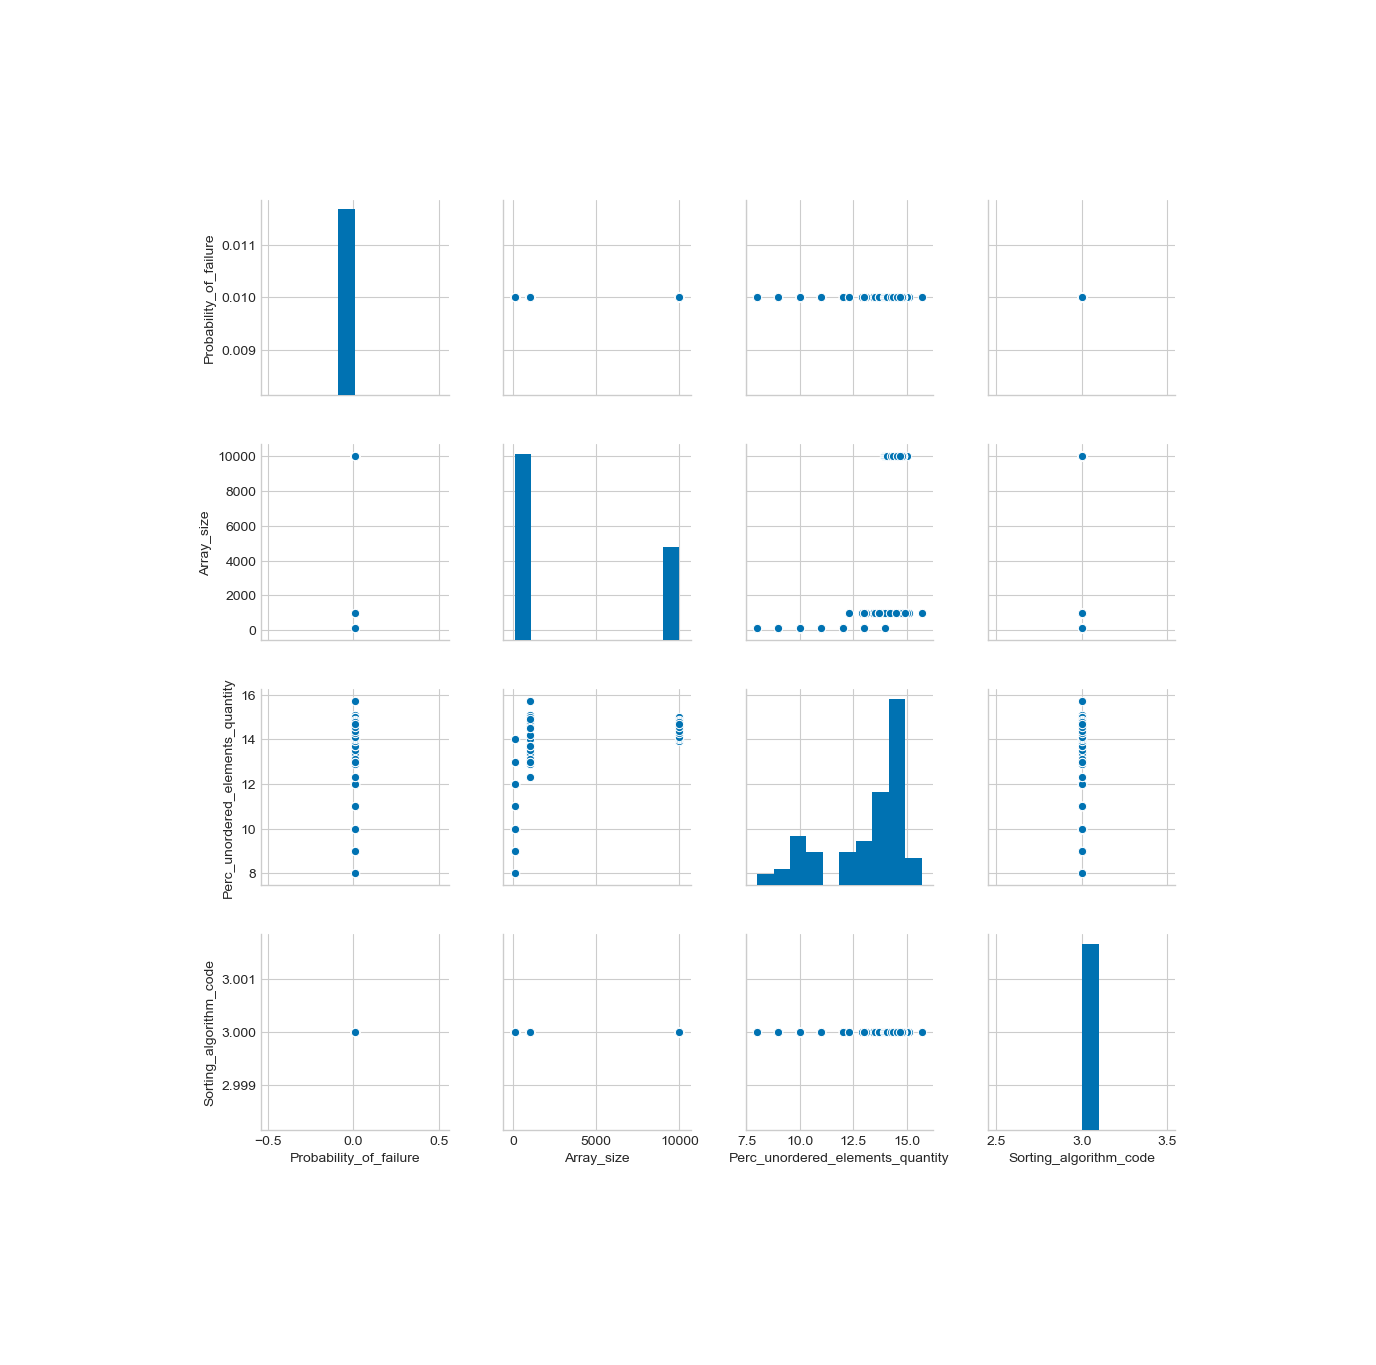 Probability_of_failure
0.011
0.010
0.009
Array_size
10000
8000
6000
4000
2000
0
Perc_unordered_elements_quantity
16
14
12
10
8
Sorting_algorithm_code
3.001
3.000
2.999
−0.5 0.0 0.5 0 5000 10000 7.5 10.0 12.5 15.0 2.5 3.0 3.5
Probability_of_failure Array_size Perc_unordered_elements_quantity Sorting_algorithm_code